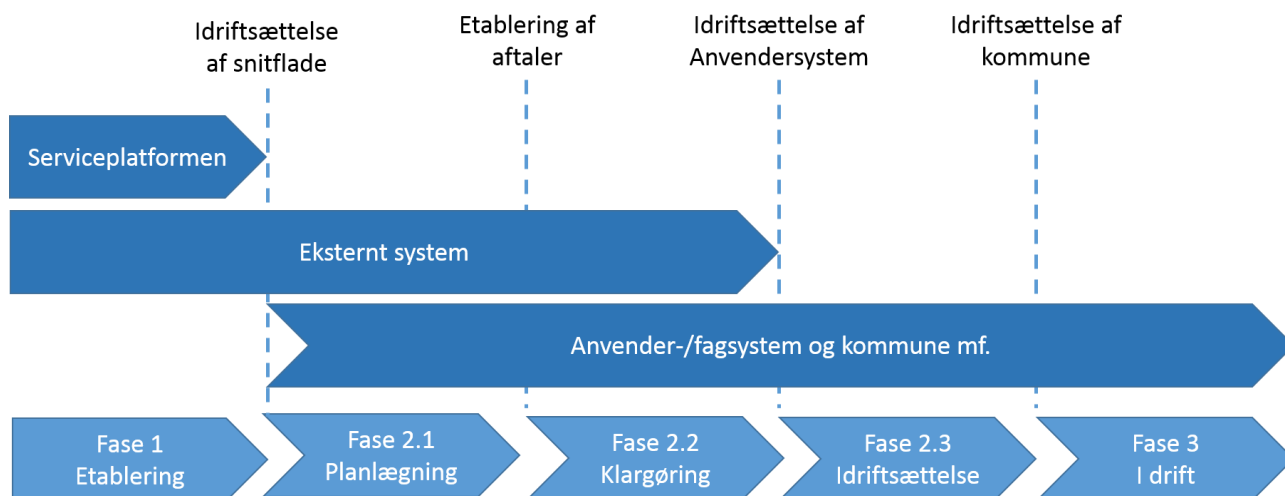 Idriftsættelse
af snitflade
Etablering af
aftaler
Idriftsættelse af
Anvendersystem
Idriftsættelse af
kommune
Serviceplatformen
Eksternt system
Anvender-/fagsystem og kommune mf.
Fase 1
Etablering
Fase 2.1
Planlægning
Fase 2.2
Klargøring
Fase 2.3
Idriftsættelse
Fase 3
I drift